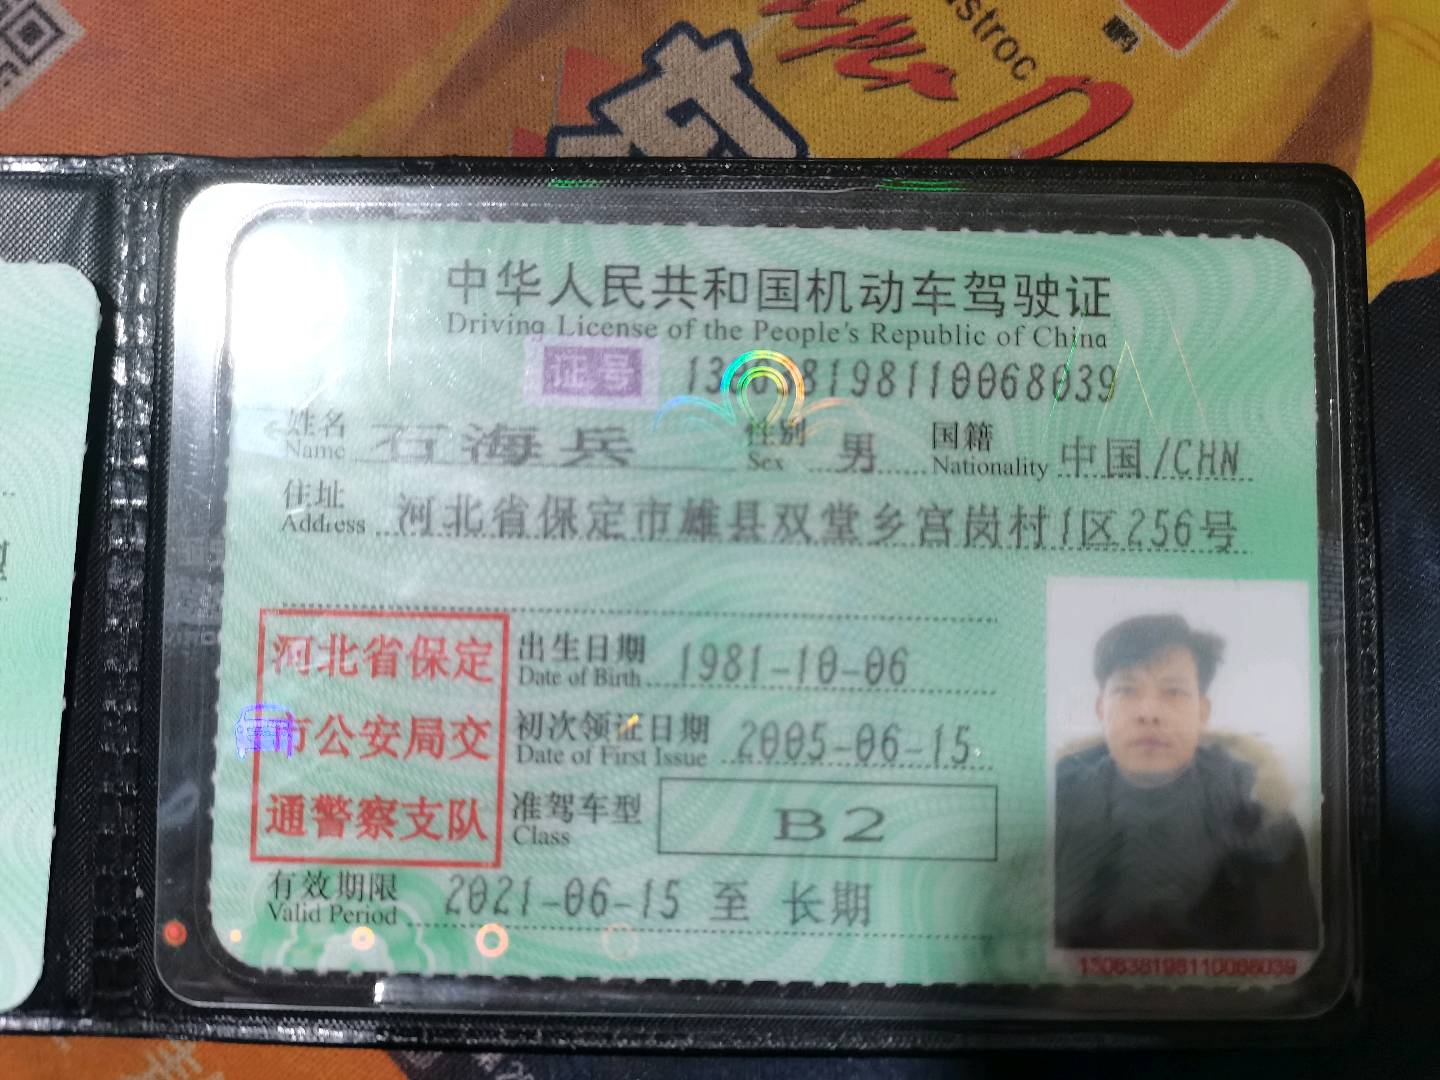 stroc
鹏
中华人民共和国机动车驾驶证
Driving License of the People's Republic of China
证号 130638198110068039
姓名 Name 石海兵 性别 Sex 男 国籍 Nationality 中国/CHN
住址 Address 河北省保定市雄县双堂乡宫岗村1区256号
河北省保定
市公安局交
通警察支队
出生日期 Date of Birth 1981-10-06
初次领证日期 Date of First Issue 2005-06-15
准驾车型 Class B2
有效期限 Valid Period 2021-06-15 至 长期
130638198110068039